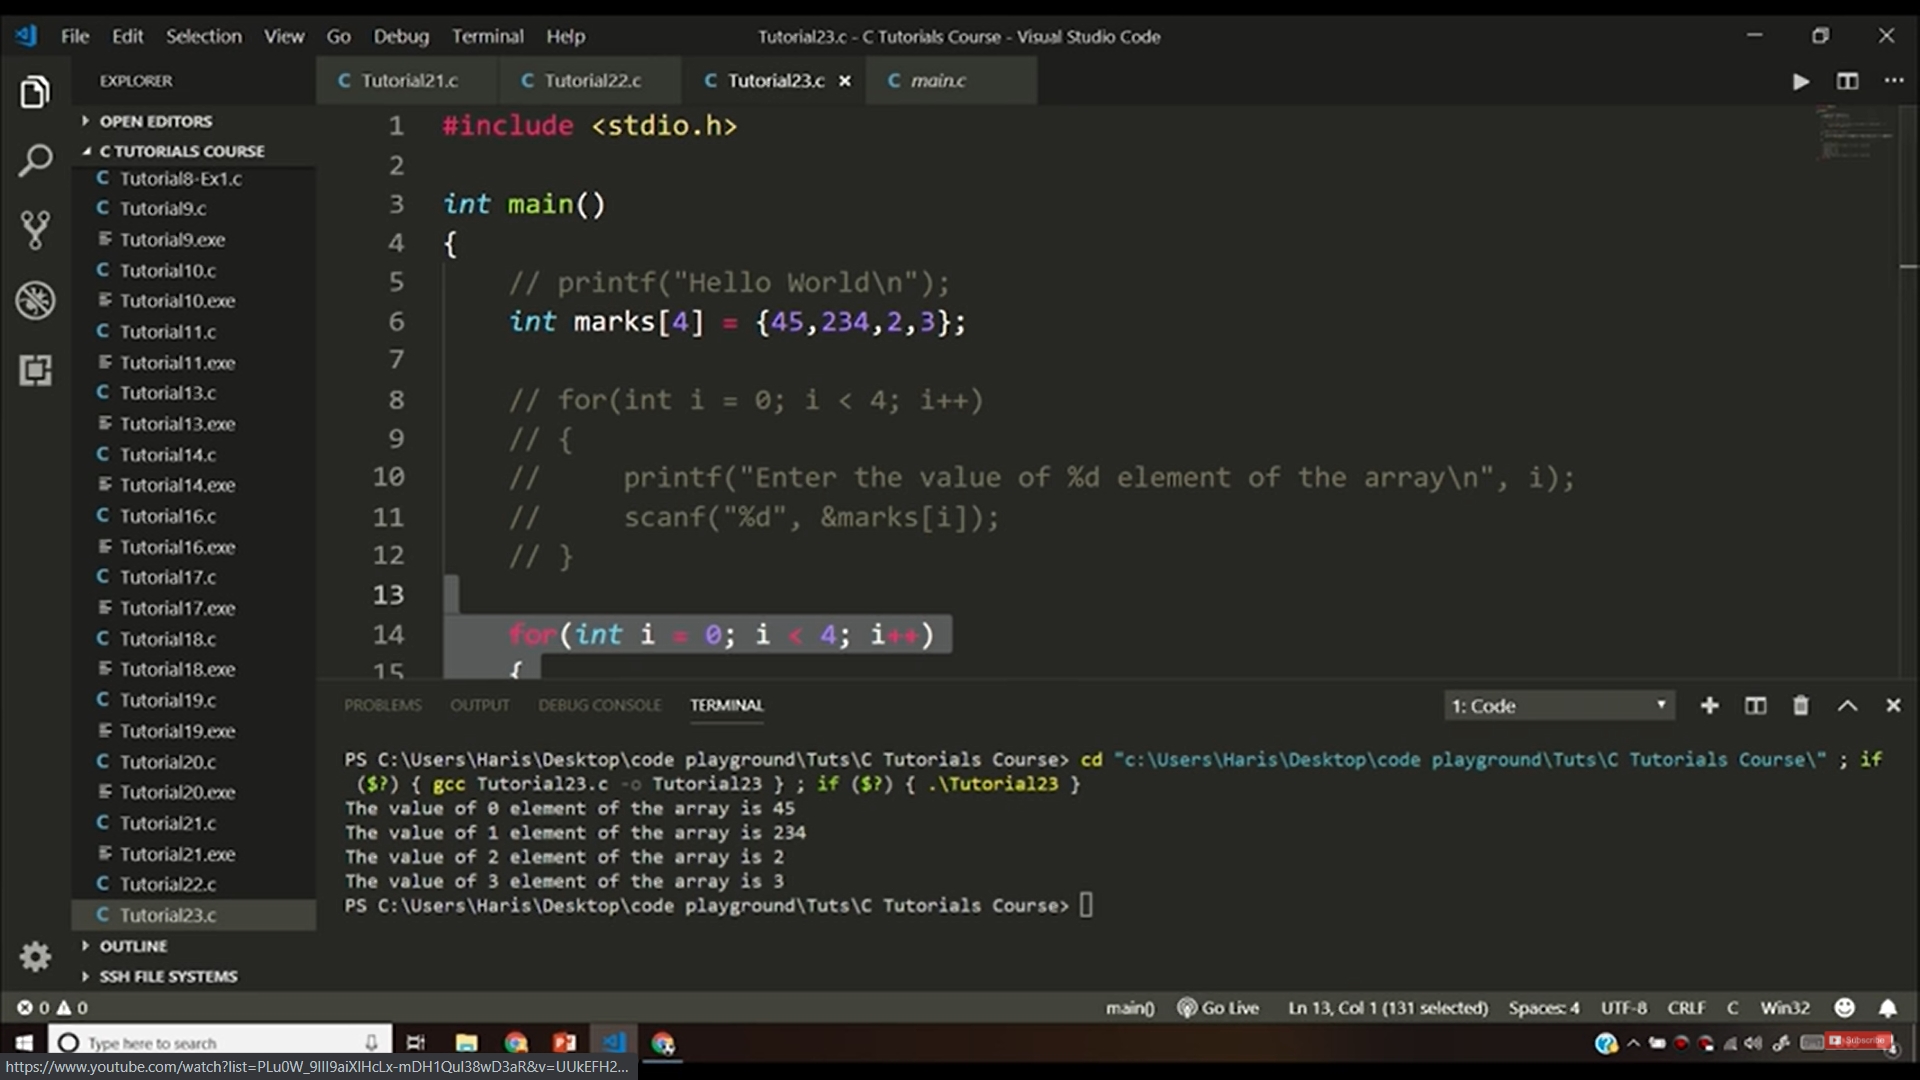 File Edit Selection View Go Debug Terminal Help
Tutorial23.c - C Tutorials Course - Visual Studio Code
EXPLORER
Tutorial21.c
Tutorial22.c
Tutorial23.c
main.c
OPEN EDITORS
C TUTORIALS COURSE
Tutorial8-Ex1.c
Tutorial9.c
Tutorial9.exe
Tutorial10.c
Tutorial10.exe
Tutorial11.c
Tutorial11.exe
Tutorial13.c
Tutorial13.exe
Tutorial14.c
Tutorial14.exe
Tutorial16.c
Tutorial16.exe
Tutorial17.c
Tutorial17.exe
Tutorial18.c
Tutorial18.exe
Tutorial19.c
Tutorial19.exe
Tutorial20.c
Tutorial20.exe
Tutorial21.c
Tutorial21.exe
Tutorial22.c
Tutorial23.c
OUTLINE
SSH FILE SYSTEMS
1 #include <stdio.h>
2
3 int main()
4 {
5 // printf("Hello World\n");
6 int marks[4] = {45,234,2,3};
7
8 // for(int i = 0; i < 4; i++)
9 // {
10 //     printf("Enter the value of %d element of the array\n", i);
11 //     scanf("%d", &marks[i]);
12 // }
13
14 for(int i = 0; i < 4; i++)
15 {
PROBLEMS OUTPUT DEBUG CONSOLE TERMINAL
1: Code
PS C:\Users\Haris\Desktop\code playground\Tuts\C Tutorials Course> cd "c:\Users\Haris\Desktop\code playground\Tuts\C Tutorials Course\" ; if
($?) { gcc Tutorial23.c -o Tutorial23 } ; if ($?) { .\Tutorial23 }
The value of 0 element of the array is 45
The value of 1 element of the array is 234
The value of 2 element of the array is 2
The value of 3 element of the array is 3
PS C:\Users\Haris\Desktop\code playground\Tuts\C Tutorials Course>
0 0
main() Go Live Ln 13, Col 1 (131 selected) Spaces: 4 UTF-8 CRLF C Win32
Type here to search
Subscribe
https://www.youtube.com/watch?list=PLu0W_9lII9aiXlHcLx-mDH1Qul38wD3aR&v=UUkEFH2...